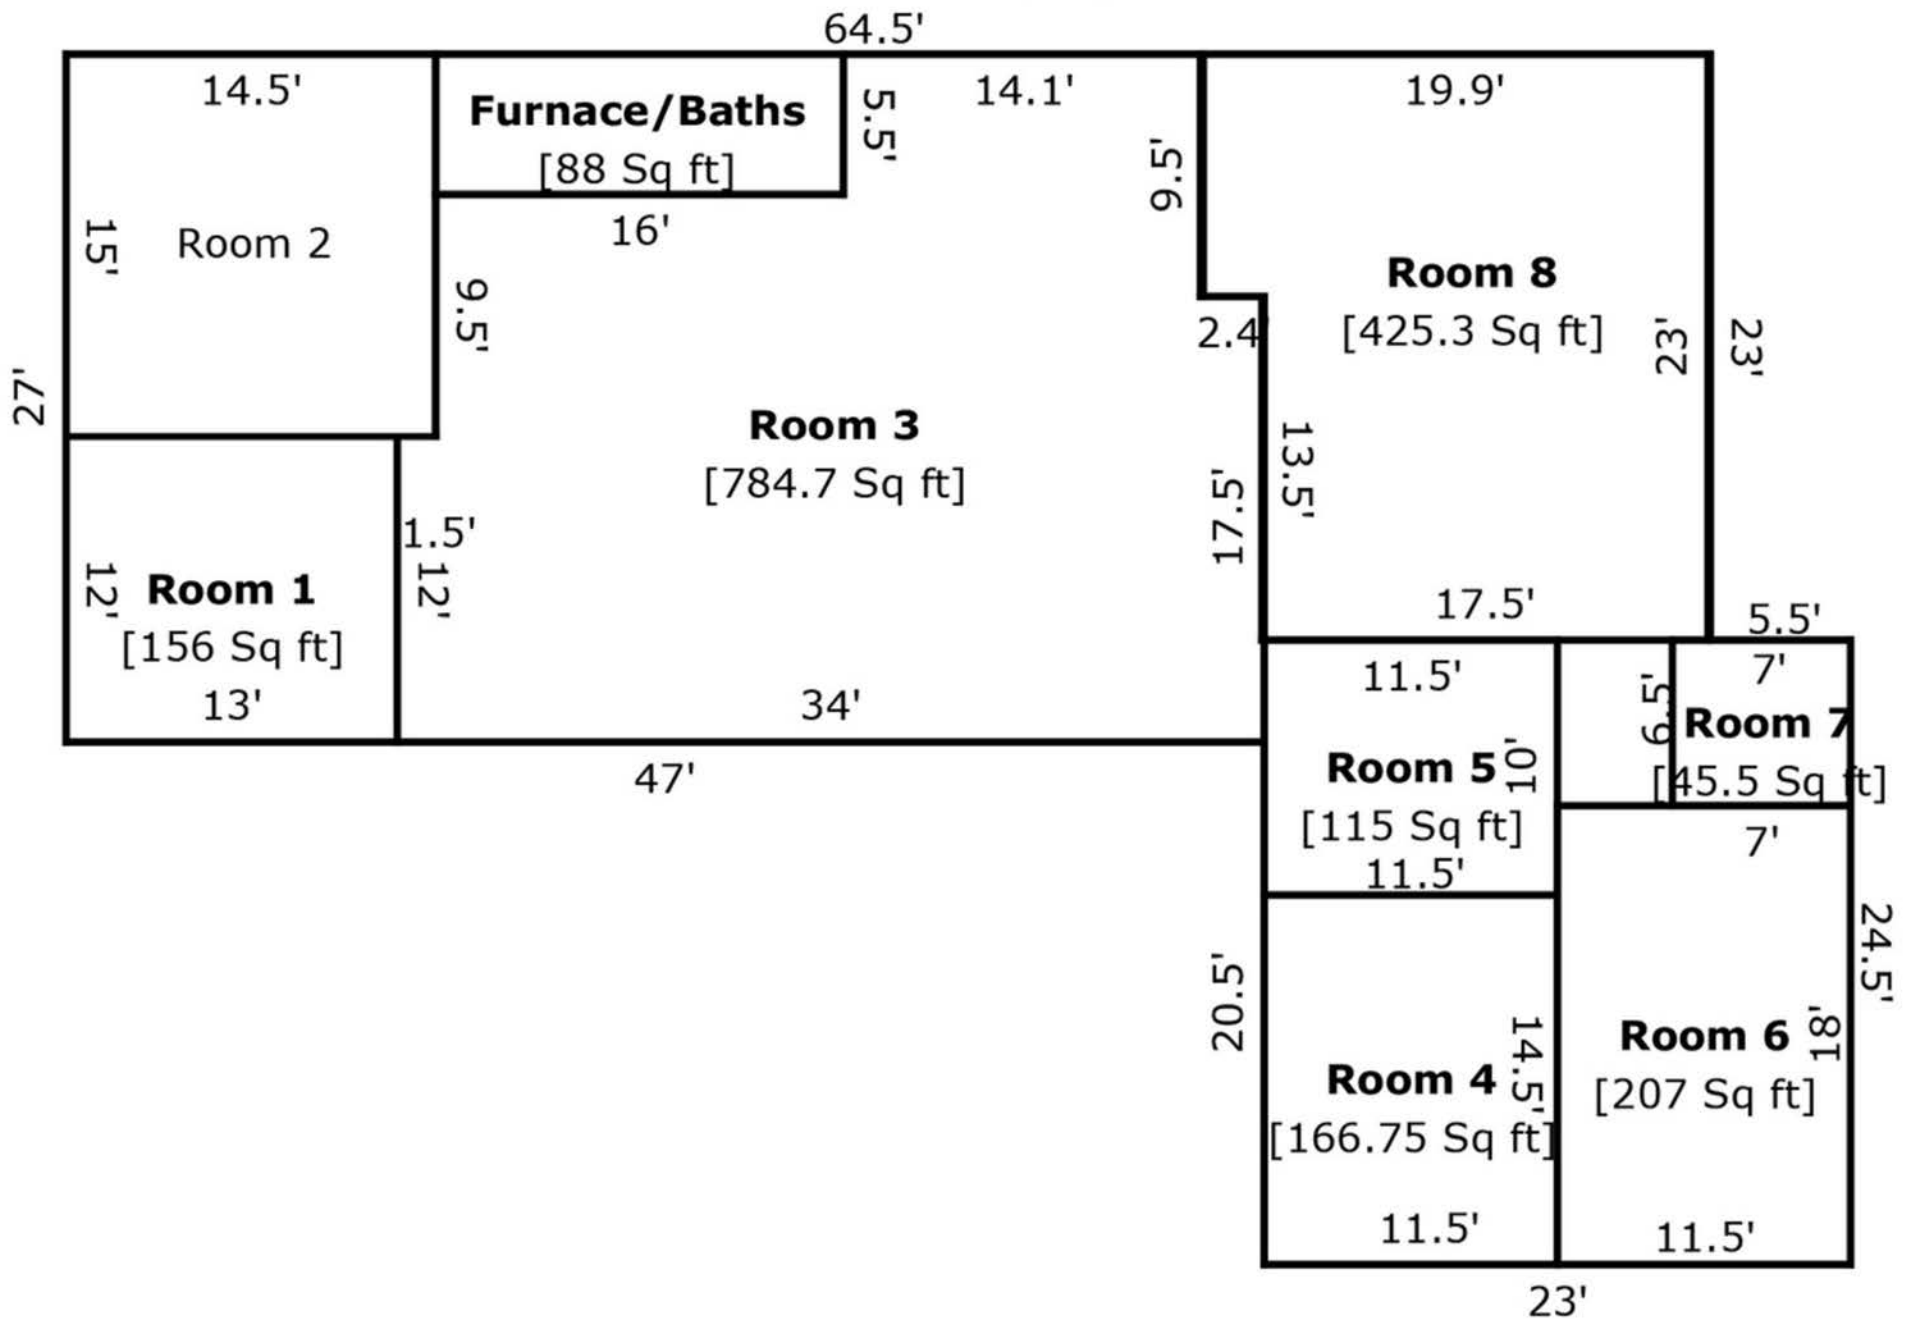 64.5'
14.5'
Furnace/Baths
[88 Sq ft]
5.5'
14.1'
19.9'
9.5'
15'
Room 2
16'
9.5'
Room 8
[425.3 Sq ft]
23'
23'
2.4'
27'
Room 3
[784.7 Sq ft]
13.5'
17.5'
1.5'
12'
Room 1
[156 Sq ft]
12'
13'
34'
17.5'
5.5'
11.5'
7'
6.5'
Room 7
[45.5 Sq ft]
47'
Room 5
10'
[115 Sq ft]
11.5'
7'
24.5'
20.5'
14.5'
18'
Room 6
[207 Sq ft]
Room 4
[166.75 Sq ft]
11.5'
11.5'
23'